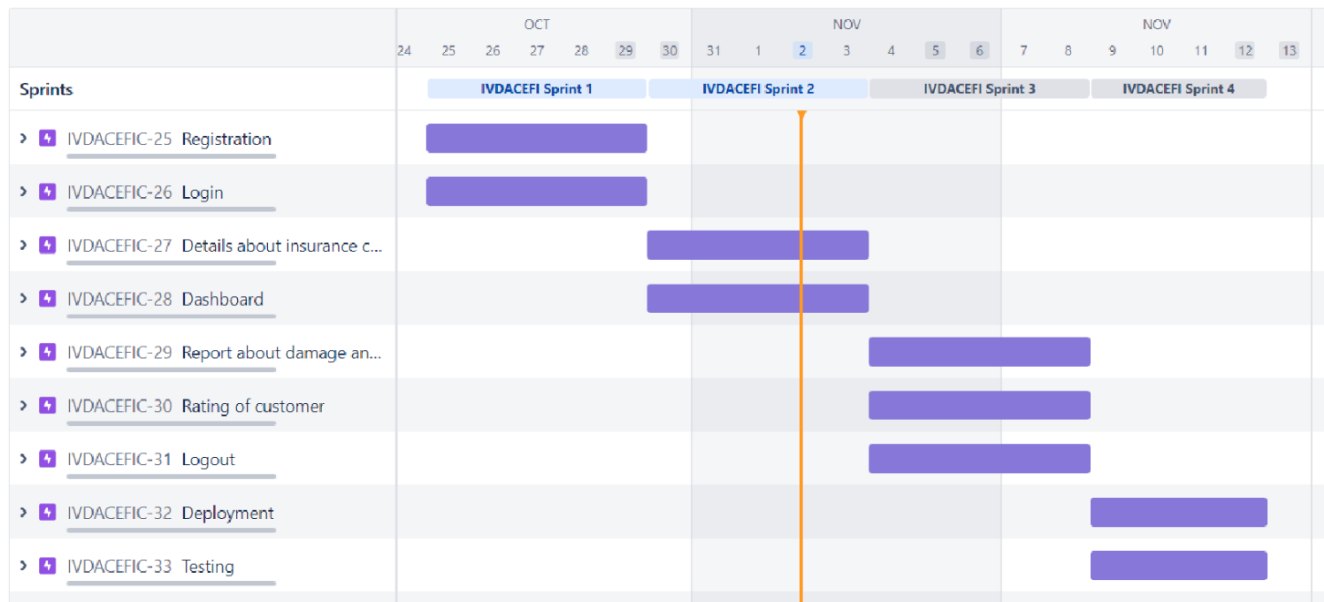 OCT NOV NOV
24 25 26 27 28 29 30 31 1 2 3 4 5 6 7 8 9 10 11 12 13
Sprints IVDACEFI Sprint 1 IVDACEFI Sprint 2 IVDACEFI Sprint 3 IVDACEFI Sprint 4
IVDACEFIC-25 Registration
IVDACEFIC-26 Login
IVDACEFIC-27 Details about insurance c...
IVDACEFIC-28 Dashboard
IVDACEFIC-29 Report about damage an...
IVDACEFIC-30 Rating of customer
IVDACEFIC-31 Logout
IVDACEFIC-32 Deployment
IVDACEFIC-33 Testing